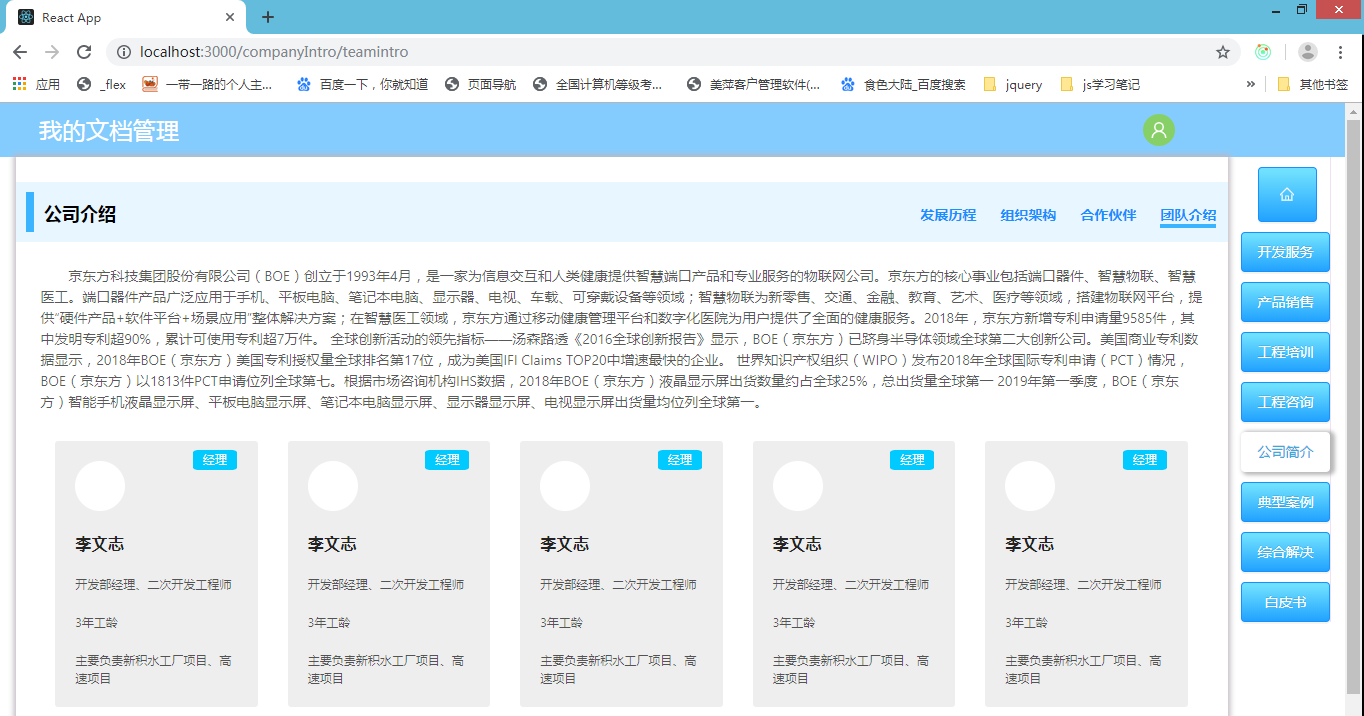 React App
localhost:3000/companyIntro/teamintro
应用 _flex 一带一路的个人主... 百度一下，你就知道 页面导航 全国计算机等级考... 美萍客户管理软件(... 食色大陆_百度搜索 jquery js学习笔记 » 其他书签
我的文档管理
公司介绍 发展历程 组织架构 合作伙伴 团队介绍
京东方科技集团股份有限公司（BOE）创立于1993年4月，是一家为信息交互和人类健康提供智慧端口产品和专业服务的物联网公司。京东方的核心事业包括端口器件、智慧物联、智慧
医工。端口器件产品广泛应用于手机、平板电脑、笔记本电脑、显示器、电视、车载、可穿戴设备等领域；智慧物联为新零售、交通、金融、教育、艺术、医疗等领域，搭建物联网平台，提
供“硬件产品+软件平台+场景应用”整体解决方案；在智慧医工领域，京东方通过移动健康管理平台和数字化医院为用户提供了全面的健康服务。2018年，京东方新增专利申请量9585件，其
中发明专利超90%，累计可使用专利超7万件。 全球创新活动的领先指标——汤森路透《2016全球创新报告》显示，BOE（京东方）已跻身半导体领域全球第二大创新公司。美国商业专利数
据显示，2018年BOE（京东方）美国专利授权量全球排名第17位，成为美国IFI Claims TOP20中增速最快的企业。 世界知识产权组织（WIPO）发布2018年全球国际专利申请（PCT）情况，
BOE（京东方）以1813件PCT申请位列全球第七。根据市场咨询机构IHS数据，2018年BOE（京东方）液晶显示屏出货数量约占全球25%，总出货量全球第一 2019年第一季度，BOE（京东
方）智能手机液晶显示屏、平板电脑显示屏、笔记本电脑显示屏、显示器显示屏、电视显示屏出货量均位列全球第一。
经理 经理 经理 经理 经理
李文志 李文志 李文志 李文志 李文志
开发部经理、二次开发工程师 开发部经理、二次开发工程师 开发部经理、二次开发工程师 开发部经理、二次开发工程师 开发部经理、二次开发工程师
3年工龄 3年工龄 3年工龄 3年工龄 3年工龄
主要负责新积水工厂项目、高 主要负责新积水工厂项目、高 主要负责新积水工厂项目、高 主要负责新积水工厂项目、高 主要负责新积水工厂项目、高
速项目 速项目 速项目 速项目 速项目
开发服务
产品销售
工程培训
工程咨询
公司简介
典型案例
综合解决
白皮书